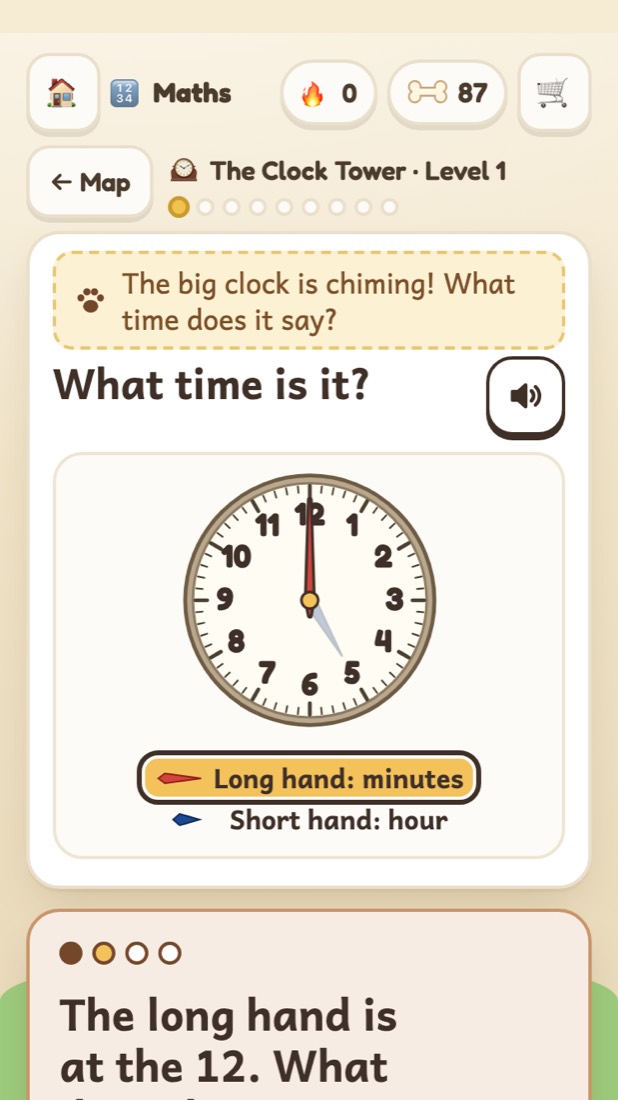 Maths
0
87
← Map
The Clock Tower · Level 1
The big clock is chiming! What
time does it say?
What time is it?
12
1
2
3
4
5
6
7
8
9
10
11
Long hand: minutes
Short hand: hour
The long hand is
at the 12. What